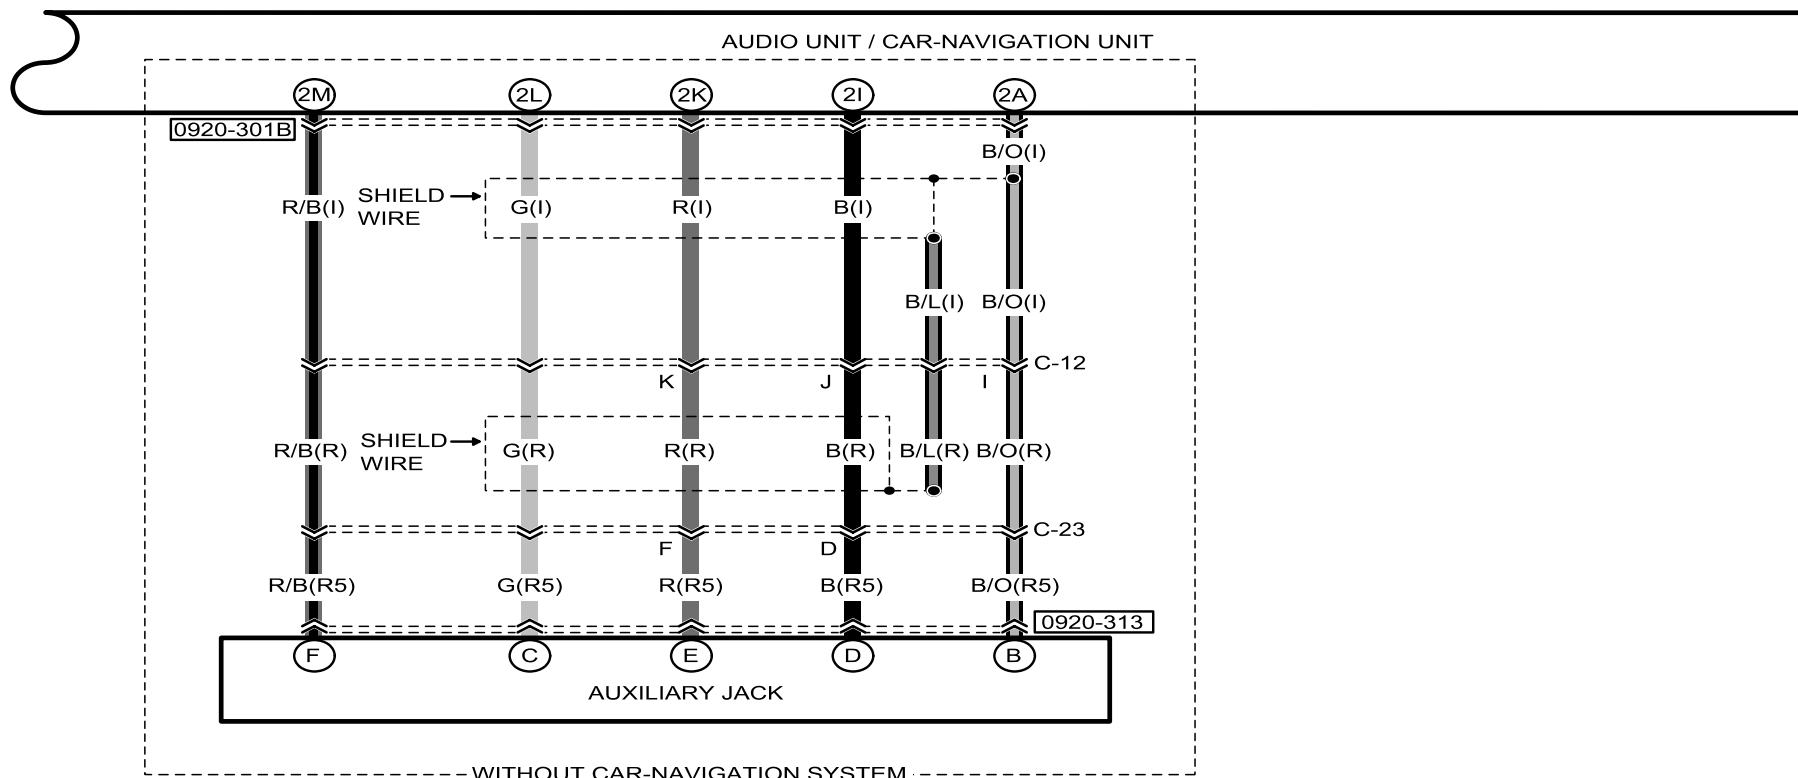 AUDIO UNIT / CAR-NAVIGATION UNIT
2M 2L 2K 2I 2A
0920-301B
B/O(I)
SHIELD
WIRE
R/B(I) G(I) R(I) B(I)
B/L(I) B/O(I)
C-12
K J I
SHIELD
WIRE
R/B(R) G(R) R(R) B(R) B/L(R) B/O(R)
C-23
F D
R/B(R5) G(R5) R(R5) B(R5) B/O(R5)
0920-313
F C E D B
AUXILIARY JACK
WITHOUT CAR-NAVIGATION SYSTEM